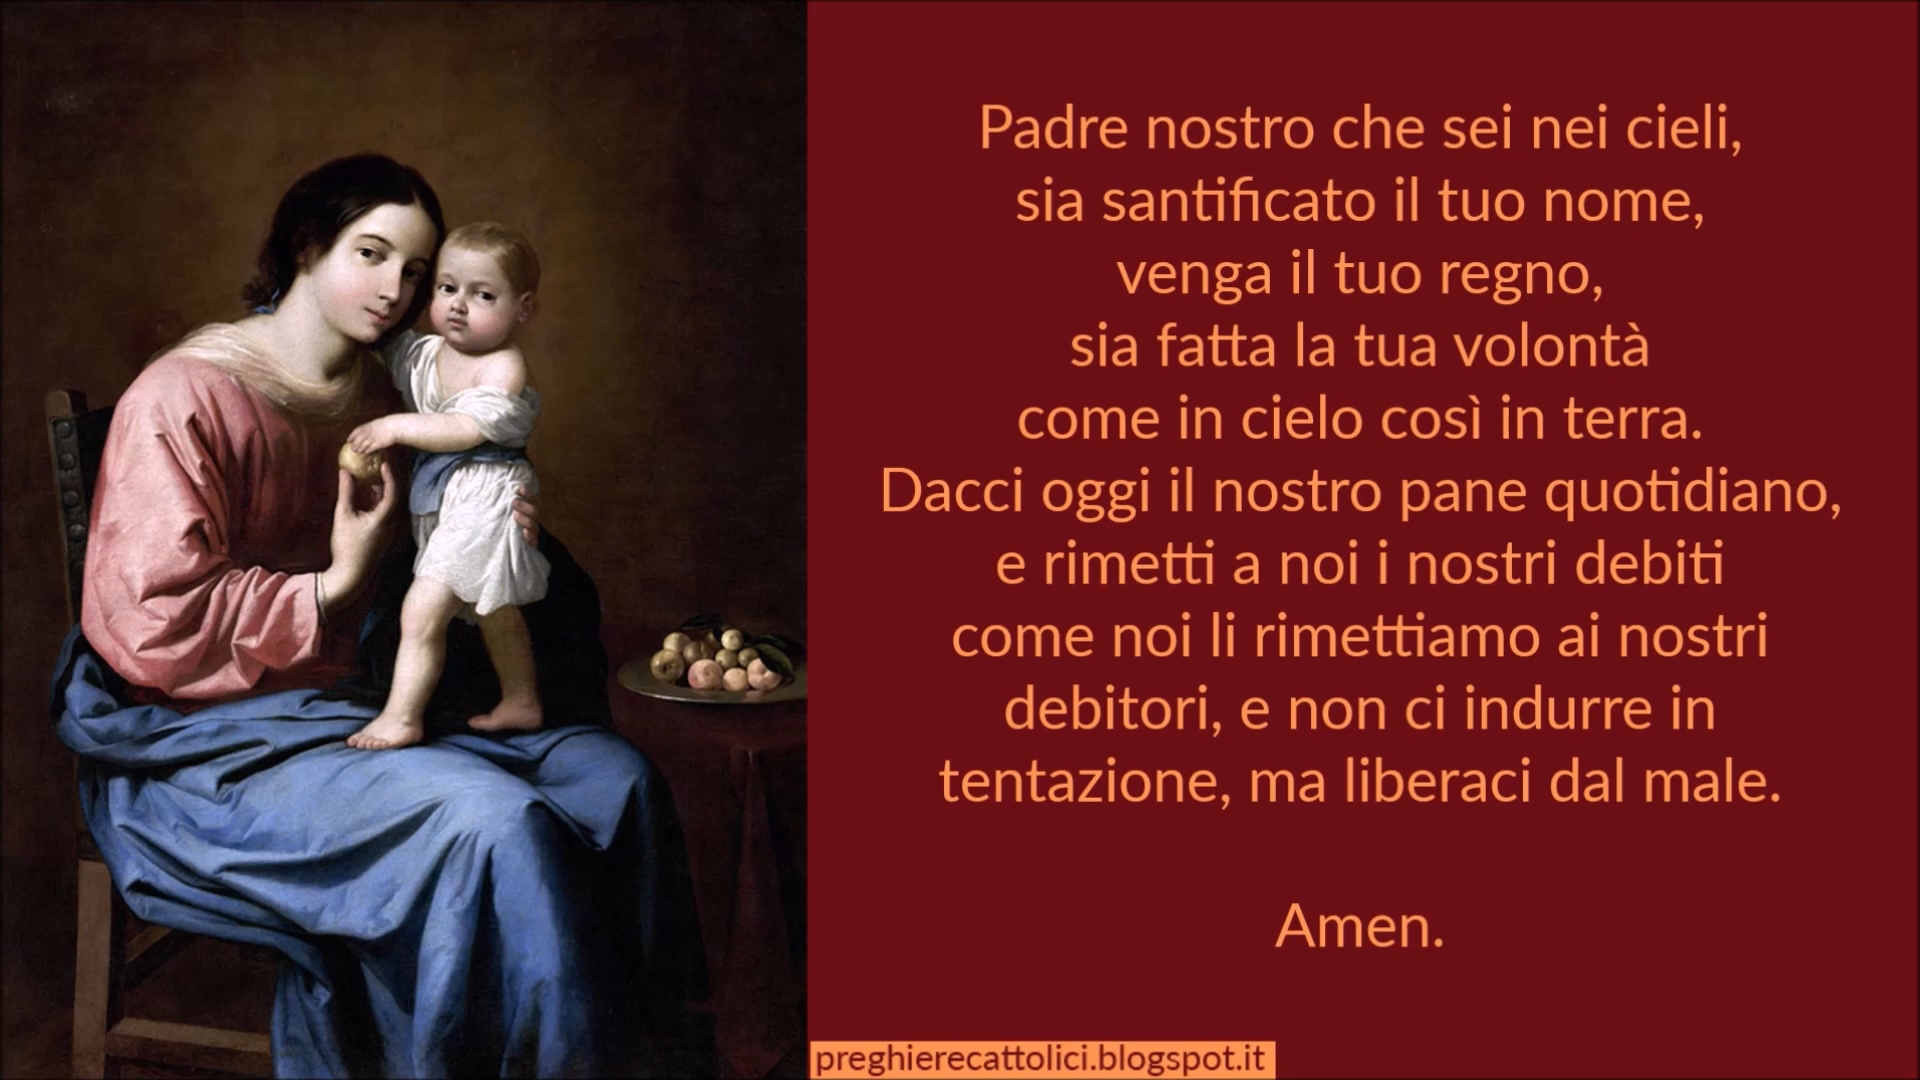 Padre nostro che sei nei cieli,
sia santificato il tuo nome,
venga il tuo regno,
sia fatta la tua volontà
come in cielo così in terra.
Dacci oggi il nostro pane quotidiano,
e rimetti a noi i nostri debiti
come noi li rimettiamo ai nostri
debitori, e non ci indurre in
tentazione, ma liberaci dal male.
Amen.
preghierecattolici.blogspot.it